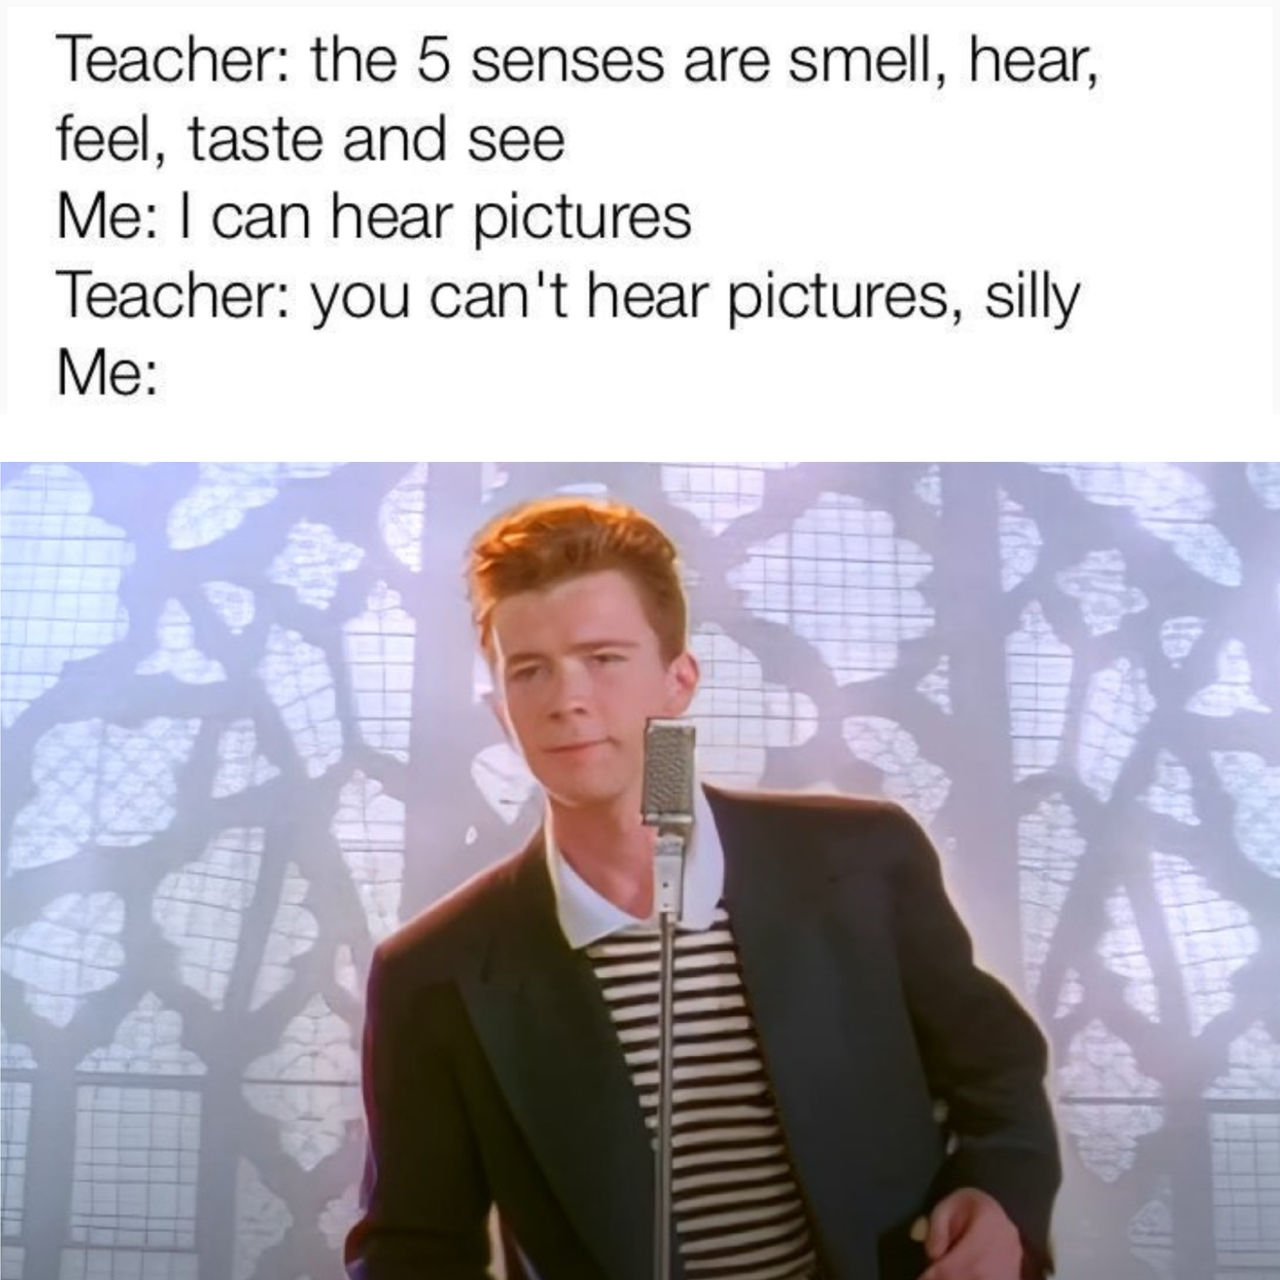 Teacher: the 5 senses are smell, hear,
feel, taste and see
Me: I can hear pictures
Teacher: you can't hear pictures, silly
Me: